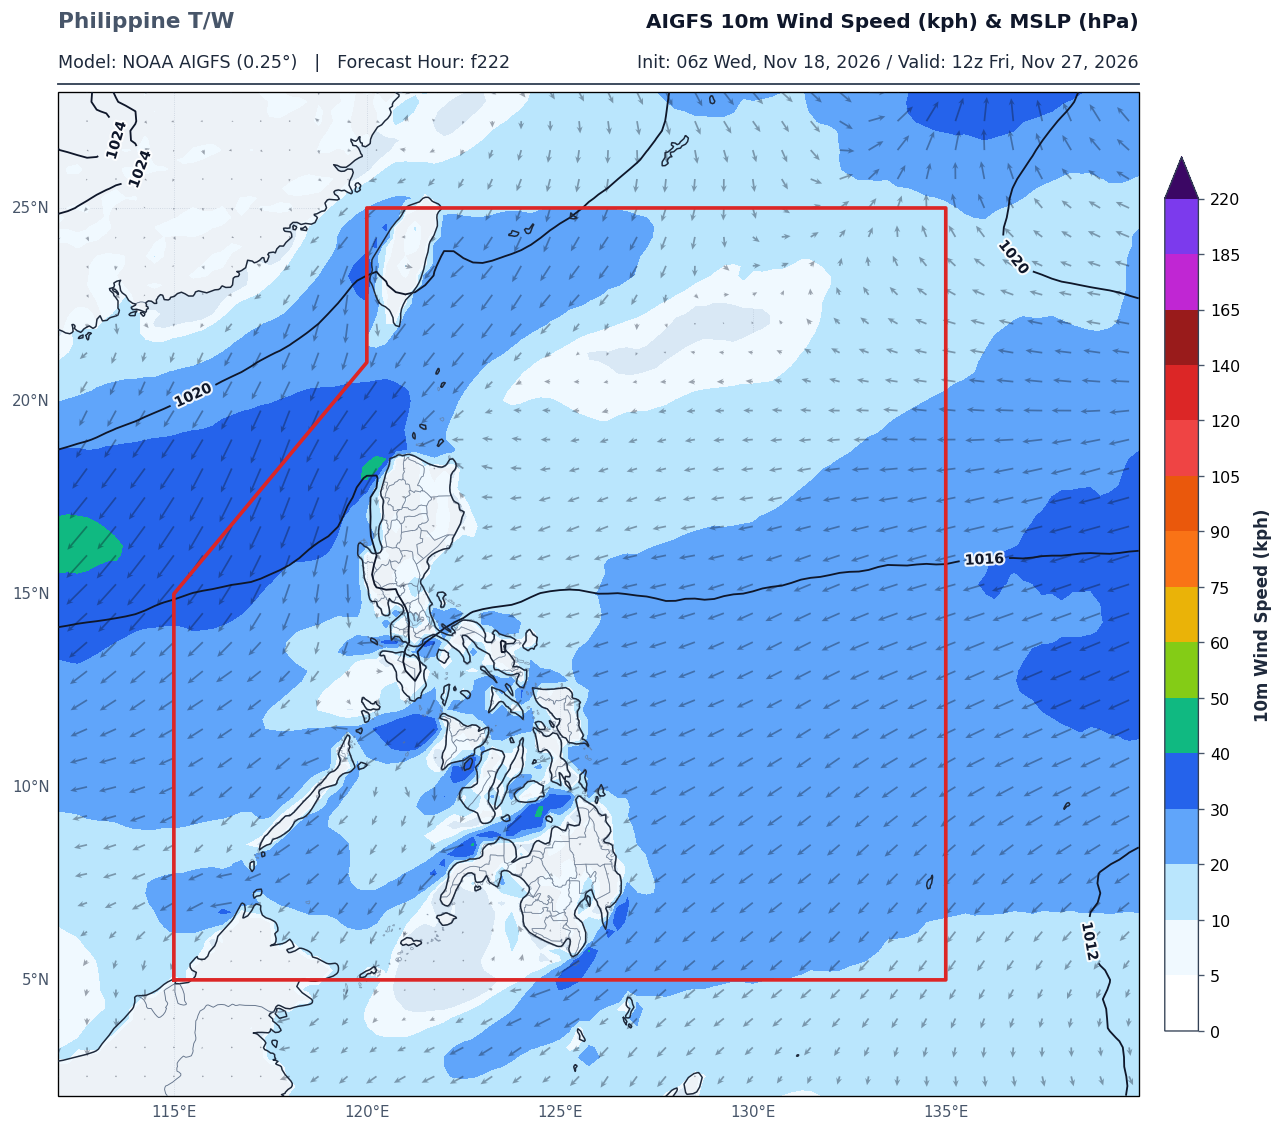 Philippine T/W
AIGFS 10m Wind Speed (kph) & MSLP (hPa)
Model: NOAA AIGFS (0.25°) | Forecast Hour: f222
Init: 06z Wed, Nov 18, 2026 / Valid: 12z Fri, Nov 27, 2026
1024
1024
1020
1020
1016
1012
25°N
20°N
15°N
10°N
5°N
115°E
120°E
125°E
130°E
135°E
220
185
165
140
120
105
90
75
60
50
40
30
20
10
5
0
10m Wind Speed (kph)